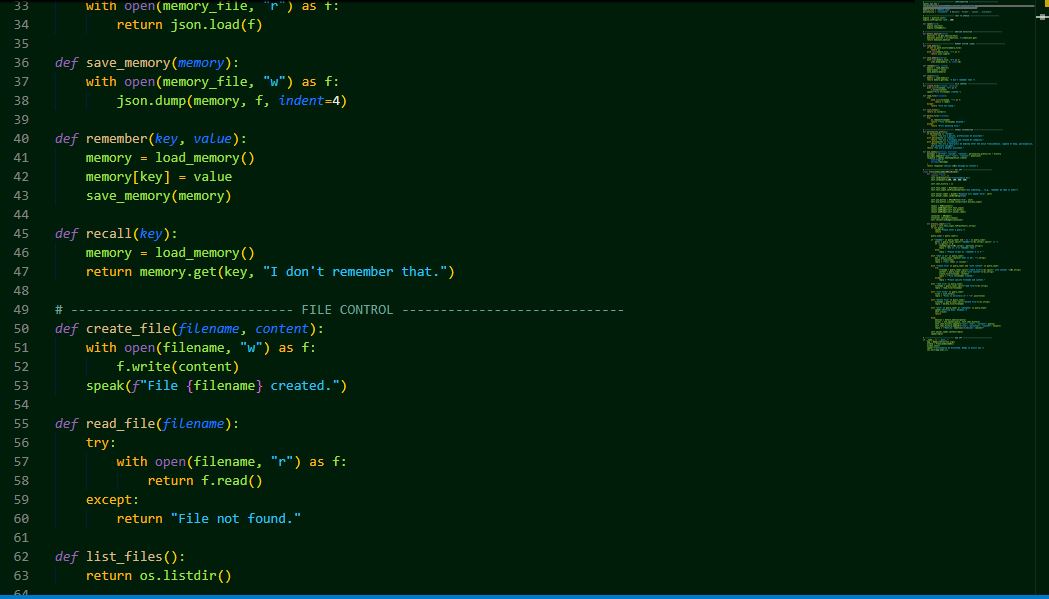 33         with open(memory_file, "r") as f:
34             return json.load(f)
35
36     def save_memory(memory):
37         with open(memory_file, "w") as f:
38             json.dump(memory, f, indent=4)
39
40     def remember(key, value):
41         memory = load_memory()
42         memory[key] = value
43         save_memory(memory)
44
45     def recall(key):
46         memory = load_memory()
47         return memory.get(key, "I don't remember that.")
48
49     # ------------------------------ FILE CONTROL -----------------------------
50     def create_file(filename, content):
51         with open(filename, "w") as f:
52             f.write(content)
53         speak(f"File {filename} created.")
54
55     def read_file(filename):
56         try:
57             with open(filename, "r") as f:
58                 return f.read()
59         except:
60             return "File not found."
61
62     def list_files():
63         return os.listdir()
64